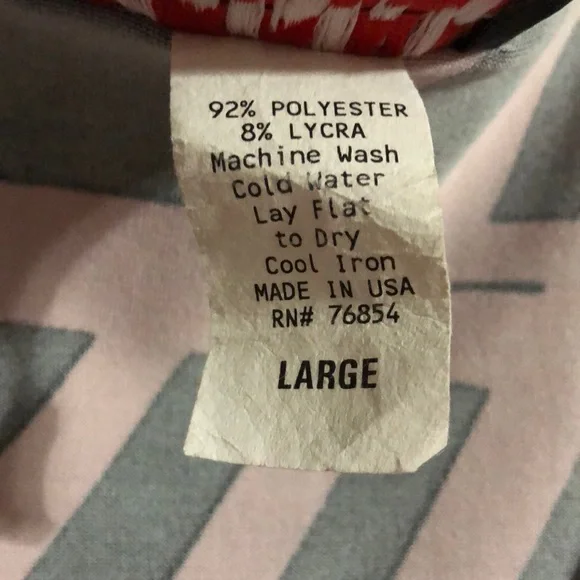 92% POLYESTER
8% LYCRA
Machine Wash
Cold Water
Lay Flat
to Dry
Cool Iron
MADE IN USA
RN# 76854
LARGE